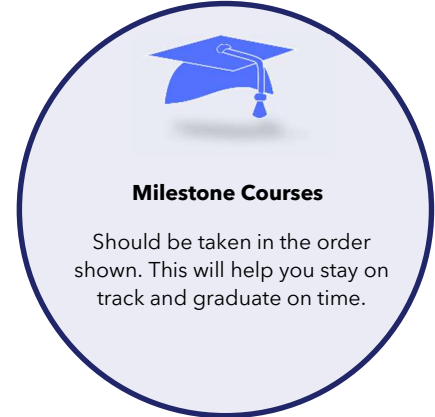 Milestone Courses
Should be taken in the order
shown. This will help you stay on
track and graduate on time.